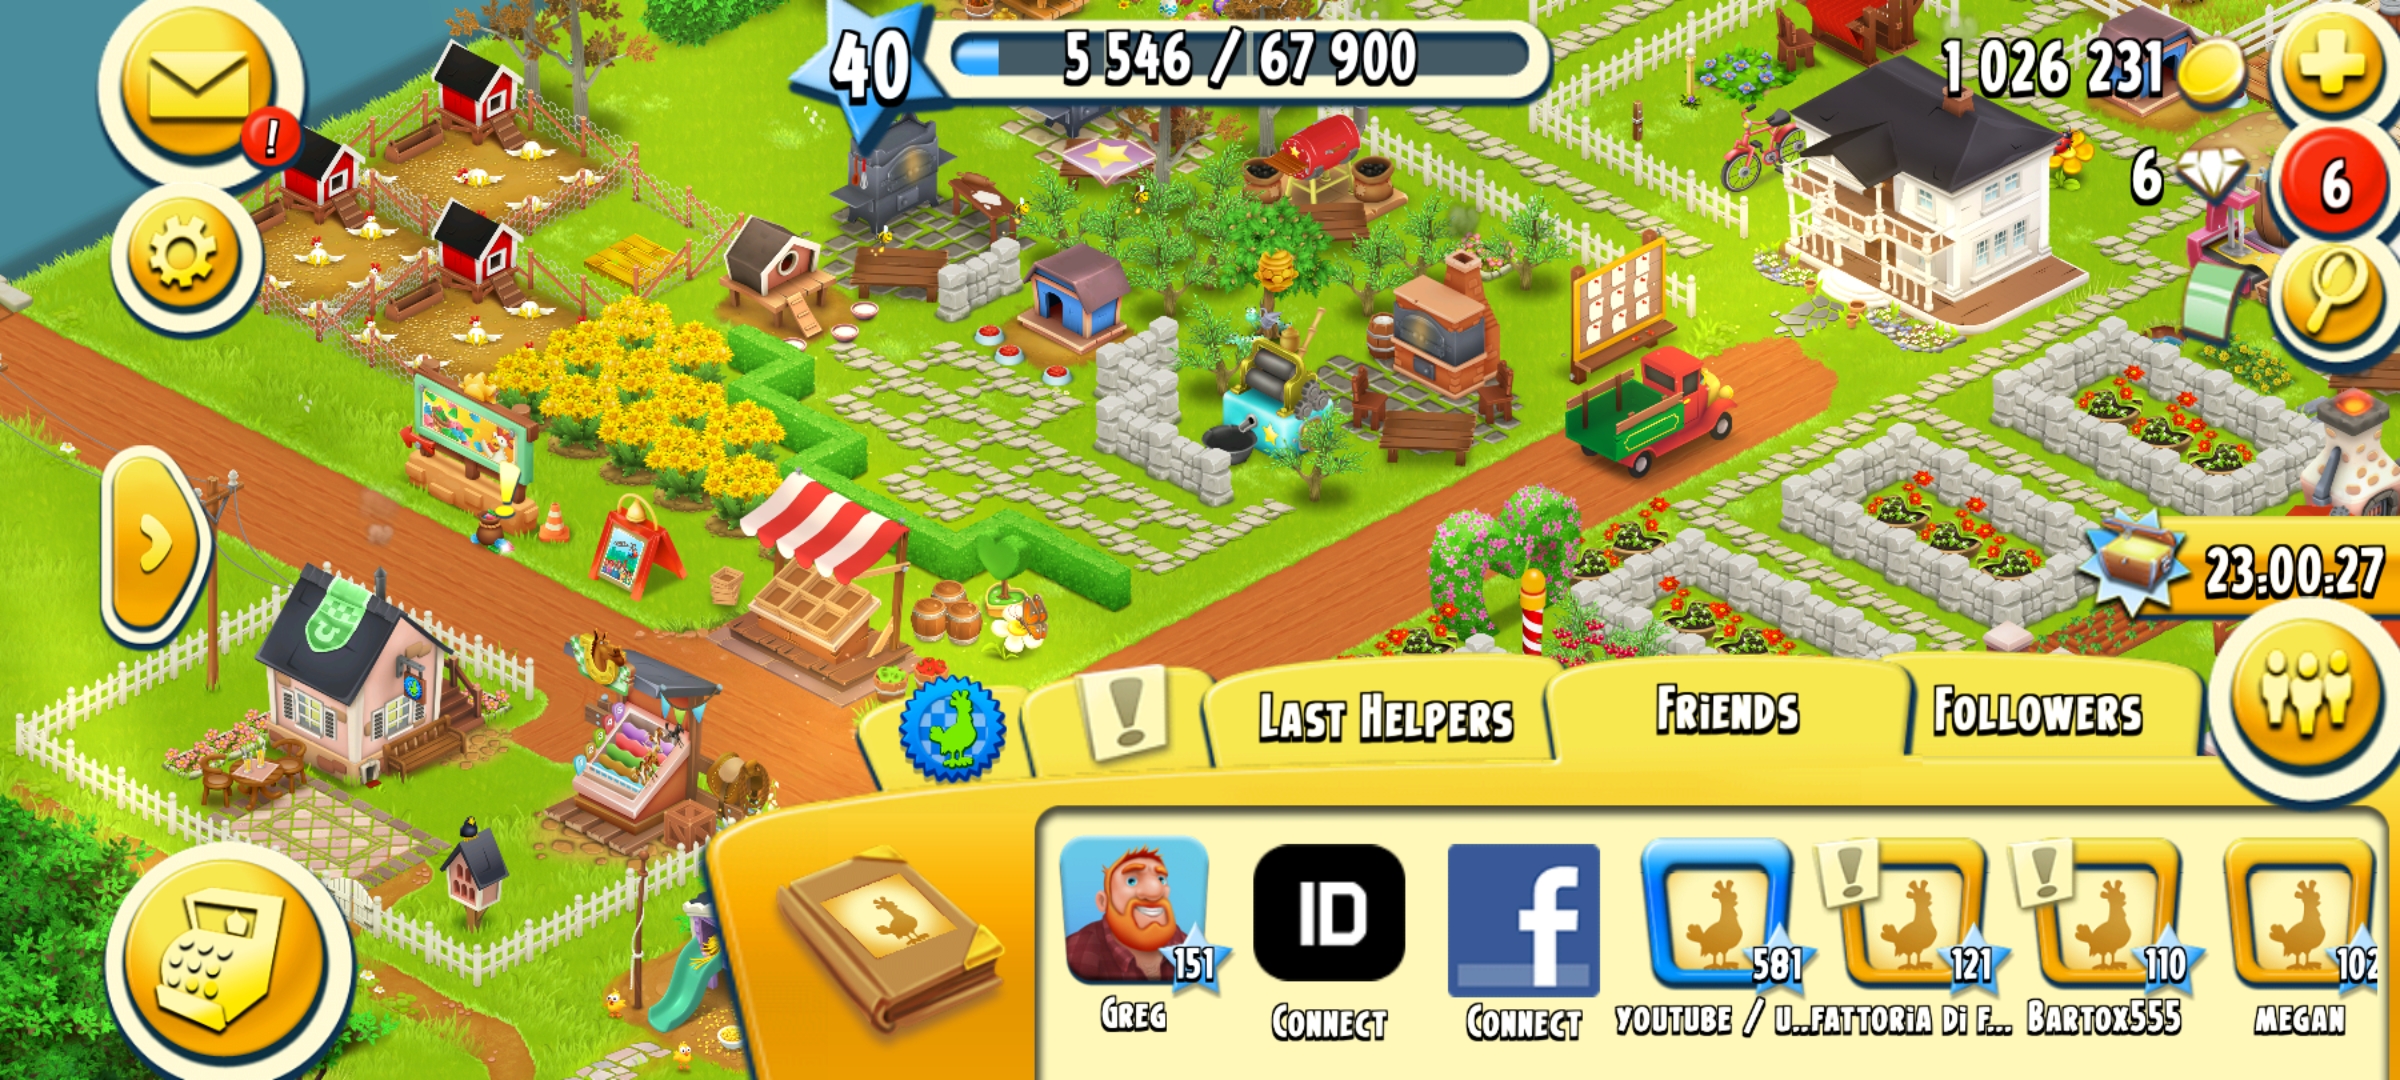 40
5 546 / 67 900
1 026 231
!
6
6
23:00:27
LAST HELPERS
FRIENDS
FOLLOWERS
151
GREG
ID
CONNECT
f
CONNECT
581
YOUTUBE / U...
121
FATTORIA DI F...
110
BARTOX555
102
MEGAN